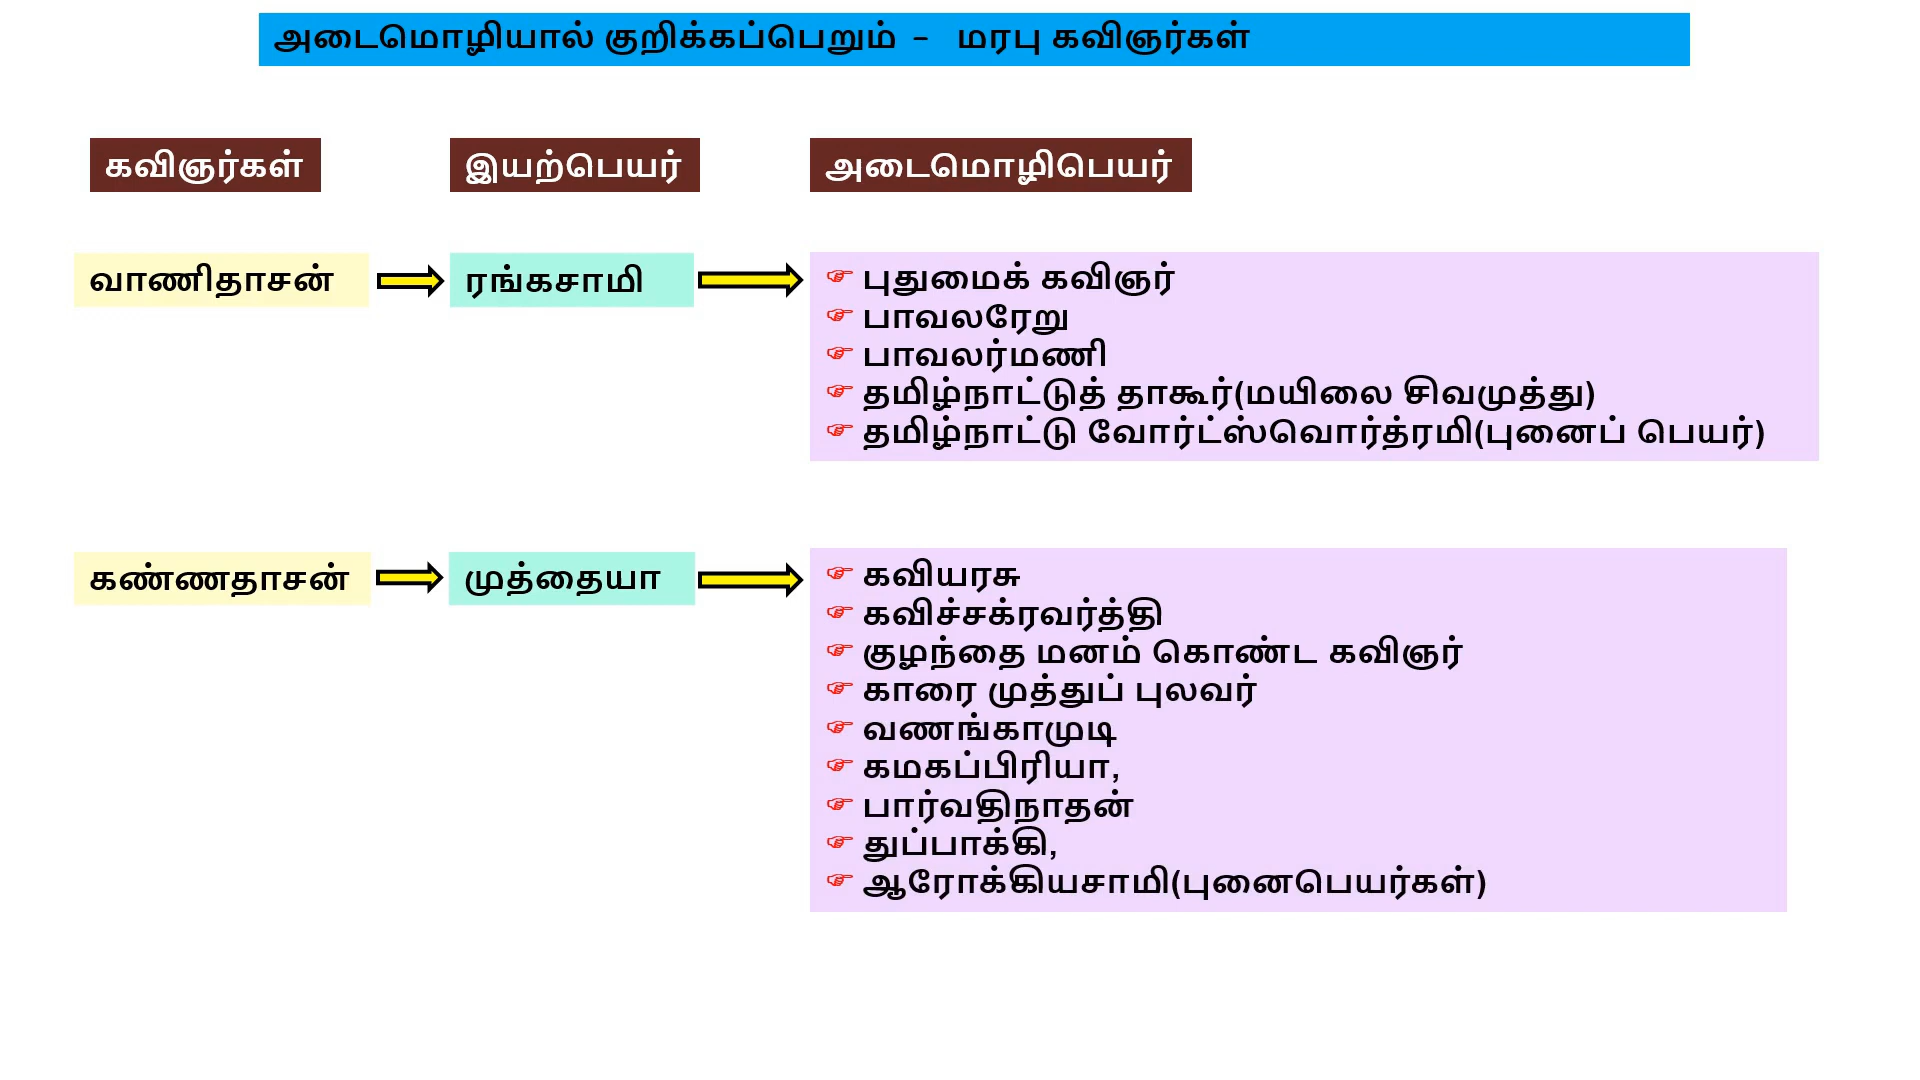 அடைமொழியால் குறிக்கப்பெறும் – மரபு கவிஞர்கள்
கவிஞர்கள்
இயற்பெயர்
அடைமொழிபெயர்
வாணிதாசன்
ரங்கசாமி
புதுமைக் கவிஞர்
பாவலரேறு
பாவலர்மணி
தமிழ்நாட்டுத் தாகூர்(மயிலை சிவமுத்து)
தமிழ்நாட்டு வோர்ட்ஸ்வொர்த்ரமி(புனைப் பெயர்)
கண்ணதாசன்
முத்தையா
கவியரசு
கவிச்சக்ரவர்த்தி
குழந்தை மனம் கொண்ட கவிஞர்
காரை முத்துப் புலவர்
வணங்காமுடி
கமகப்பிரியா,
பார்வதிநாதன்
துப்பாக்கி,
ஆரோக்கியசாமி(புனைபெயர்கள்)